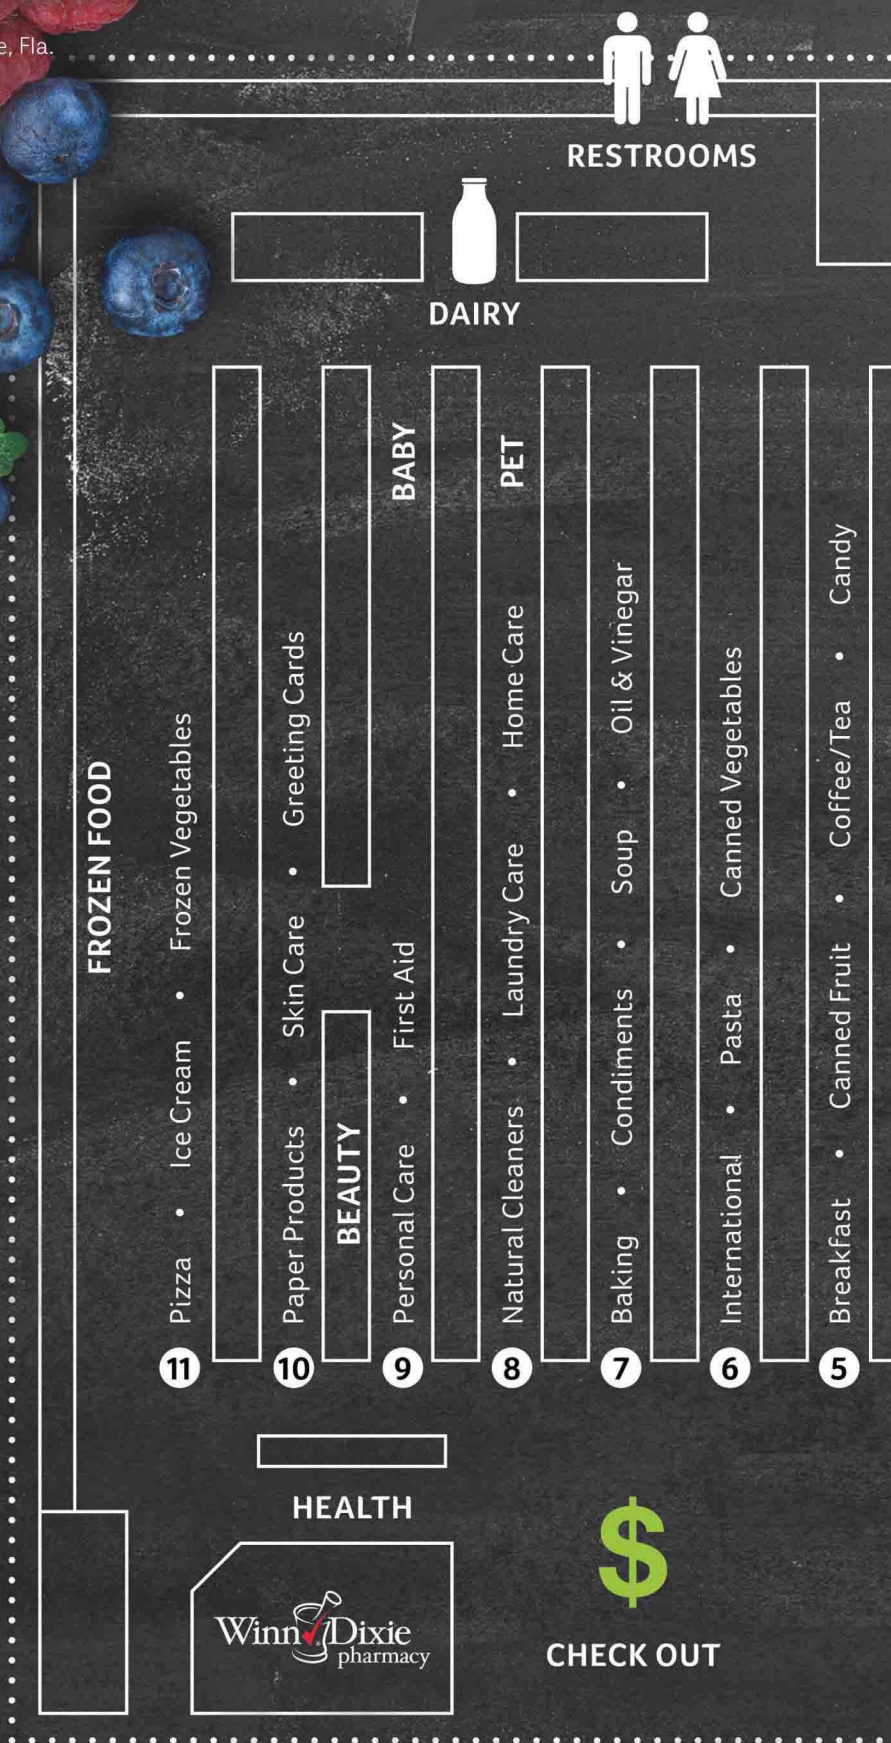 e, Fla.
RESTROOMS
DAIRY
BABY
PET
FROZEN FOOD
Pizza • Ice Cream • Frozen Vegetables
11
Paper Products • Skin Care • Greeting Cards
10
BEAUTY
Personal Care • First Aid
9
Natural Cleaners • Laundry Care • Home Care
8
Baking • Condiments • Soup • Oil & Vinegar
7
International • Pasta • Canned Vegetables
6
Breakfast • Canned Fruit • Coffee/Tea • Candy
5
HEALTH
Winn Dixie
pharmacy
$
CHECK OUT